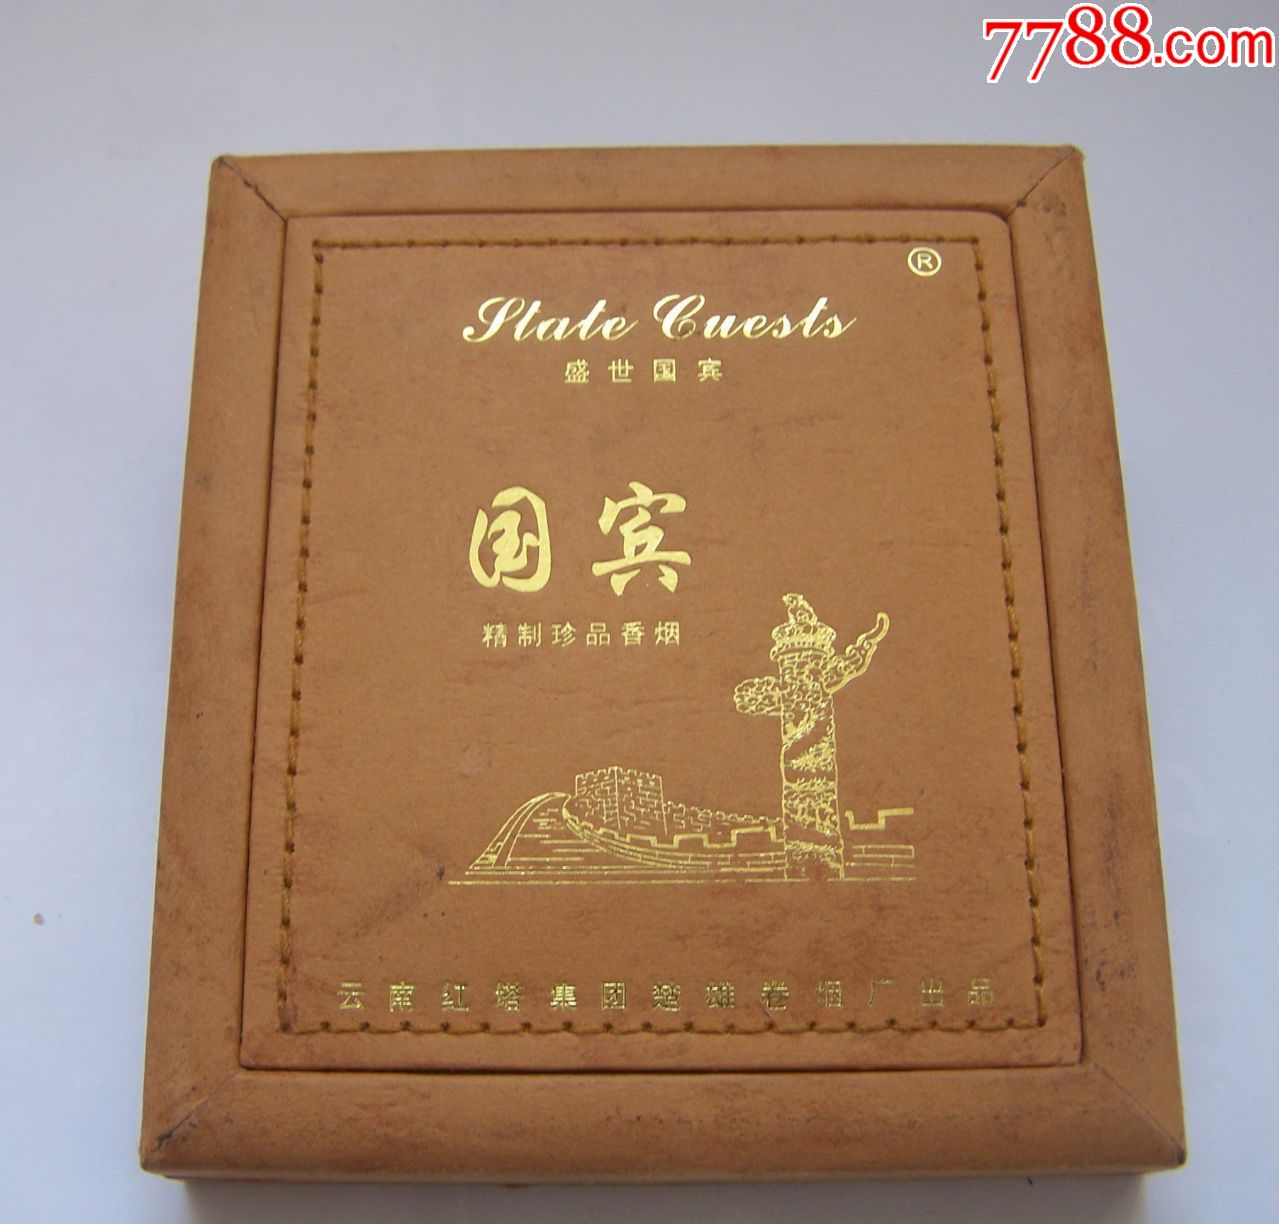 7788.com
®
State Guests
盛世国宾
国宾
精制珍品香烟
云南红塔集团楚雄卷烟厂出品